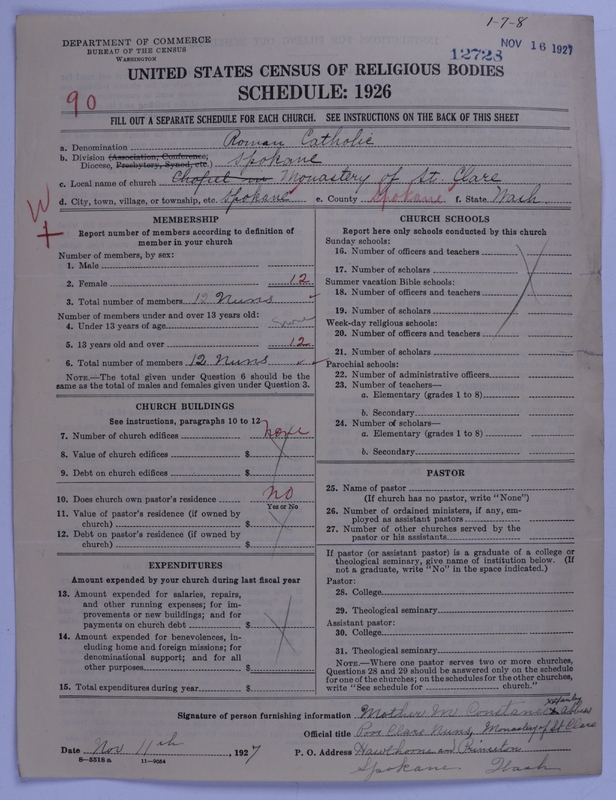 1-7-8
DEPARTMENT OF COMMERCE
BUREAU OF THE CENSUS
WASHINGTON
12728
NOV 16 1927
UNITED STATES CENSUS OF RELIGIOUS BODIES
SCHEDULE: 1926
90
FILL OUT A SEPARATE SCHEDULE FOR EACH CHURCH. SEE INSTRUCTIONS ON THE BACK OF THIS SHEET
a. Denomination Roman Catholic
b. Division (Association, Conference,
Diocese, Presbytery, Synod, etc.) Spokane
c. Local name of church Chapel in Monastery of St. Clare
d. City, town, village, or township, etc. Spokane e. County Spokane f. State Wash.
W
MEMBERSHIP
Report number of members according to definition of
member in your church
Number of members, by sex:
1. Male
2. Female 12
3. Total number of members 12 Nuns
Number of members under and over 13 years old:
4. Under 13 years of age
5. 13 years old and over 12
6. Total number of members 12 Nuns
NOTE.—The total given under Question 6 should be the
same as the total of males and females given under Question 3.
CHURCH BUILDINGS
See instructions, paragraphs 10 to 12
7. Number of church edifices none
8. Value of church edifices $
9. Debt on church edifices $
10. Does church own pastor's residence no
Yes or No
11. Value of pastor's residence (if owned by
church) $
12. Debt on pastor's residence (if owned by
church) $
EXPENDITURES
Amount expended by your church during last fiscal year
13. Amount expended for salaries, repairs,
and other running expenses; for im-
provements or new buildings; and for
payments on church debt $
14. Amount expended for benevolences, in-
cluding home and foreign missions; for
denominational support; and for all
other purposes $
15. Total expenditures during year $
CHURCH SCHOOLS
Report here only schools conducted by this church
Sunday schools:
16. Number of officers and teachers
17. Number of scholars
Summer vacation Bible schools:
18. Number of officers and teachers
19. Number of scholars
Week-day religious schools:
20. Number of officers and teachers
21. Number of scholars
Parochial schools:
22. Number of administrative officers
23. Number of teachers—
a. Elementary (grades 1 to 8)
b. Secondary
24. Number of scholars—
a. Elementary (grades 1 to 8)
b. Secondary
PASTOR
25. Name of pastor
(If church has no pastor, write "None")
26. Number of ordained ministers, if any, em-
ployed as assistant pastors
27. Number of other churches served by the
pastor or his assistants
If pastor (or assistant pastor) is a graduate of a college or
theological seminary, give name of institution below. (If
not a graduate, write "No" in the space indicated.)
Pastor:
28. College
29. Theological seminary
Assistant pastor:
30. College
31. Theological seminary
NOTE.—Where one pastor serves two or more churches,
Questions 28 and 29 should be answered only on the schedule
for one of the churches; on the schedules for the other churches,
write "See schedule for church."
Signature of person furnishing information Mother M. Constance Abbess
Official title Poor Clare Nuns, Monastery of St Clare
Date Nov 11th, 1927 P. O. Address Hawthorne and Princeton
8-5518a 11-9054
Spokane Wash